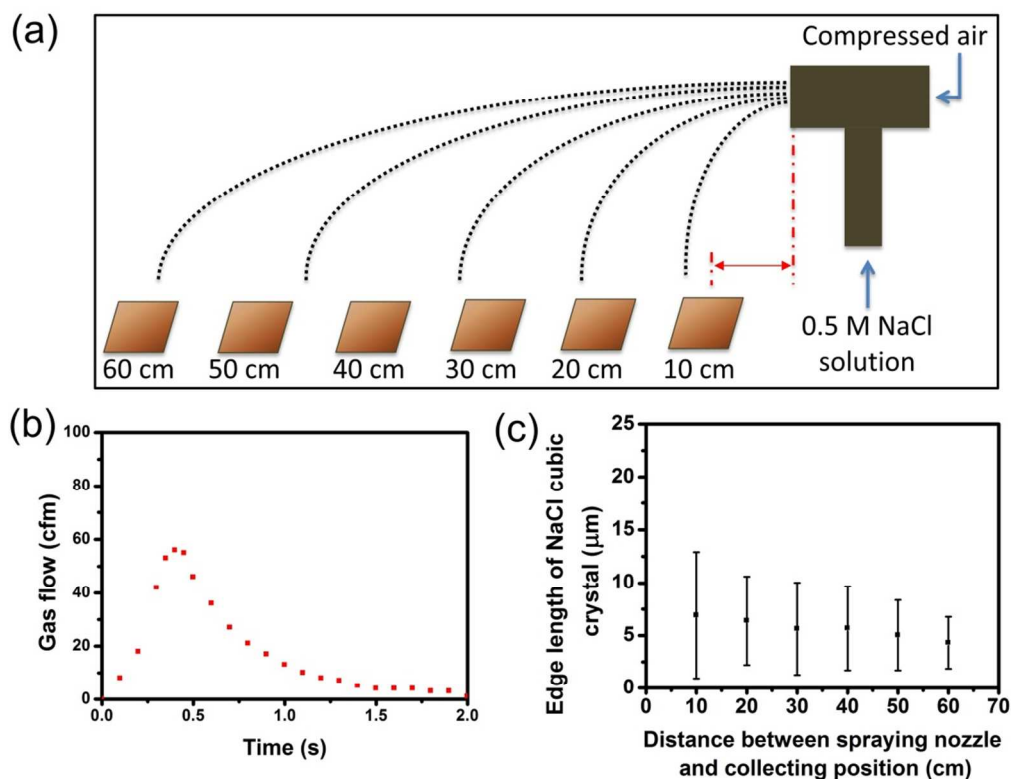 (a)
Compressed air
0.5 M NaCl
solution
60 cm
50 cm
40 cm
30 cm
20 cm
10 cm
(b)
100
80
60
40
20
0
0.0
0.5
1.0
1.5
2.0
Gas flow (cfm)
Time (s)
(c)
25
20
15
10
5
0
0
10
20
30
40
50
60
70
Edge length of NaCl cubic
crystal (μm)
Distance between spraying nozzle
and collecting position (cm)